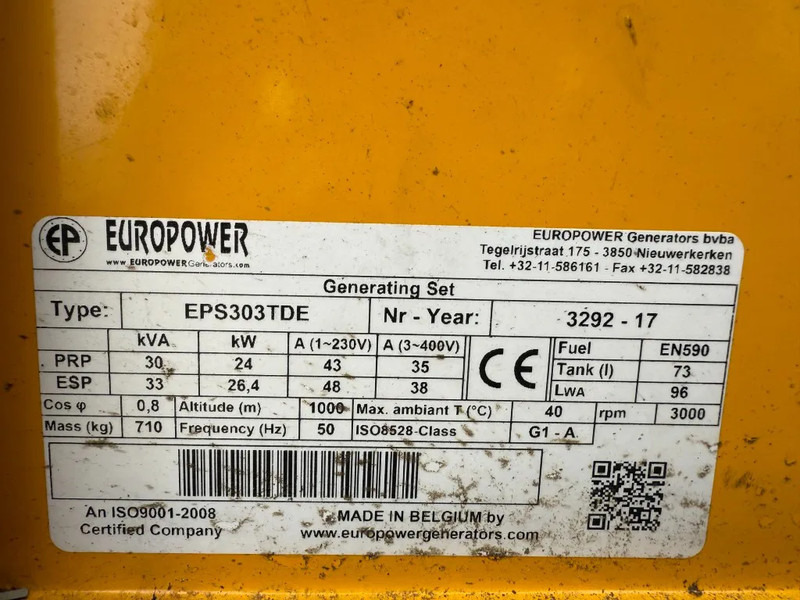 EP EUROPOWER
www.EUROPOWERGenerators.com
EUROPOWER Generators bvba
Tegelrijstraat 175 - 3850 Nieuwerkerken
Tel. +32-11-586161 - Fax +32-11-582838
Generating Set
Type: EPS303TDE Nr - Year: 3292 - 17
kVA kW A (1~230V) A (3~400V)
PRP 30 24 43 35
ESP 33 26,4 48 38
CE
Fuel EN590
Tank (l) 73
LWA 96
Cos φ 0,8 Altitude (m) 1000 Max. ambiant T (°C) 40 rpm 3000
Mass (kg) 710 Frequency (Hz) 50 ISO8528-Class G1 - A
An ISO9001-2008
Certified Company
MADE IN BELGIUM by
www.europowergenerators.com